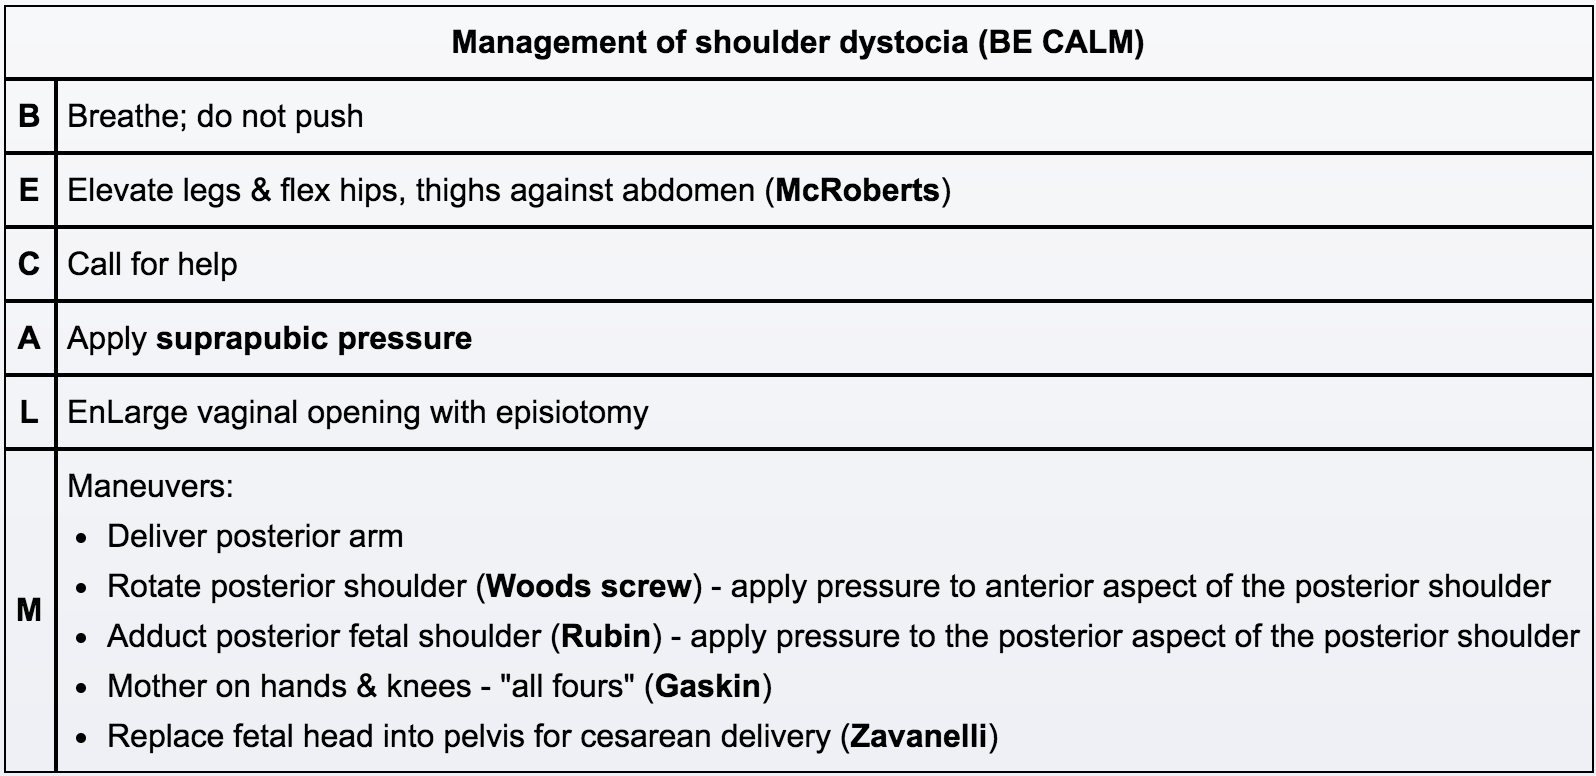 Management of shoulder dystocia (BE CALM)
B Breathe; do not push
E Elevate legs & flex hips, thighs against abdomen (McRoberts)
C Call for help
A Apply suprapubic pressure
L EnLarge vaginal opening with episiotomy
M Maneuvers:
• Deliver posterior arm
• Rotate posterior shoulder (Woods screw) - apply pressure to anterior aspect of the posterior shoulder
• Adduct posterior fetal shoulder (Rubin) - apply pressure to the posterior aspect of the posterior shoulder
• Mother on hands & knees - "all fours" (Gaskin)
• Replace fetal head into pelvis for cesarean delivery (Zavanelli)